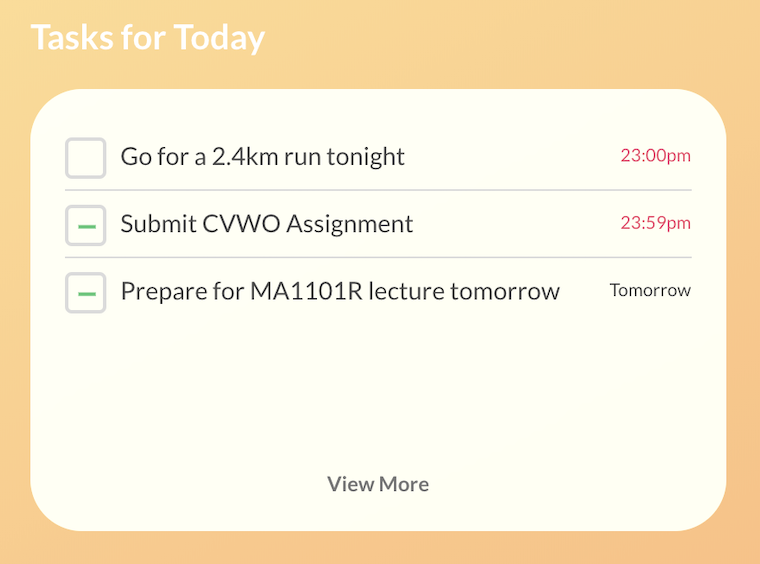 Tasks for Today
Go for a 2.4km run tonight 23:00pm
Submit CVWO Assignment 23:59pm
Prepare for MA1101R lecture tomorrow Tomorrow
View More